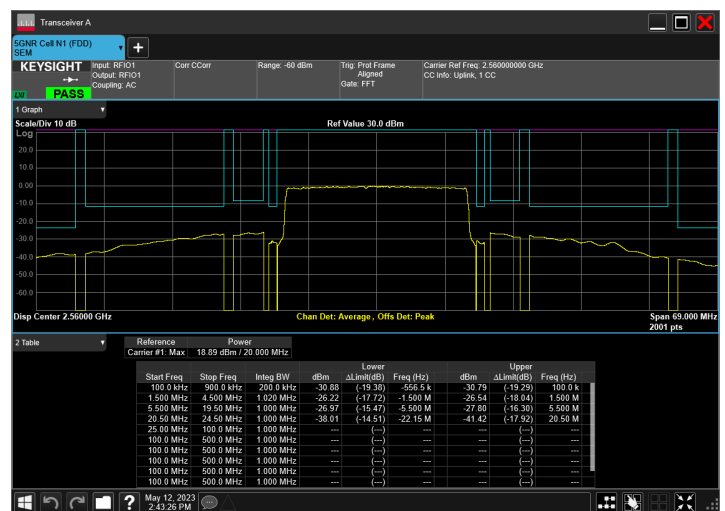 Transceiver A
5GNR Cell N1 (FDD)
SEM
KEYSIGHT
LXI
PASS
Input: RFIO1
Output: RFIO1
Coupling: AC
Corr CCorr
Range: -60 dBm
Trig: Prot Frame
Aligned
Gate: FFT
Carrier Ref Freq: 2.560000000 GHz
CC Info: Uplink, 1 CC
1 Graph
Scale/Div 10 dB
Ref Value 30.0 dBm
Log
20.0
10.0
0.00
-10.0
-20.0
-30.0
-40.0
-50.0
-60.0
Disp Center 2.56000 GHz
Chan Det: Average , Offs Det: Peak
Span 69.000 MHz
2001 pts
2 Table
Reference Power
Carrier #1: Max 18.89 dBm / 20.000 MHz
Lower Upper
Start Freq Stop Freq Integ BW dBm ΔLimit(dB) Freq (Hz) dBm ΔLimit(dB) Freq (Hz)
100.0 kHz 900.0 kHz 200.0 kHz -30.88 (-19.38) -556.5 k -30.79 (-19.29) 100.0 k
1.500 MHz 4.500 MHz 1.020 MHz -26.22 (-17.72) -1.500 M -26.54 (-18.04) 1.500 M
5.500 MHz 19.50 MHz 1.000 MHz -26.97 (-15.47) -5.500 M -27.80 (-16.30) 5.500 M
20.50 MHz 24.50 MHz 1.000 MHz -38.01 (-14.51) -22.15 M -41.42 (-17.92) 20.50 M
25.00 MHz 100.0 MHz 1.000 MHz --- (---) --- --- (---) ---
100.0 MHz 500.0 MHz 1.000 MHz --- (---) --- --- (---) ---
100.0 MHz 500.0 MHz 1.000 MHz --- (---) --- --- (---) ---
100.0 MHz 500.0 MHz 1.000 MHz --- (---) --- --- (---) ---
100.0 MHz 500.0 MHz 1.000 MHz --- (---) --- --- (---) ---
100.0 MHz 500.0 MHz 1.000 MHz --- (---) --- --- (---) ---
May 12, 2023
2:43:26 PM